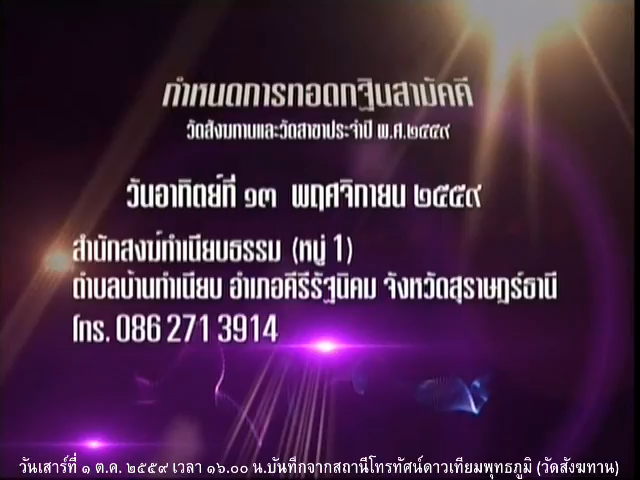 กำหนดการทอดกฐินสามัคคี
วัดสังฆทานและวัดสาขาประจำปี พ.ศ.๒๕๕๙
วันอาทิตย์ที่ ๑๓ พฤศจิกายน ๒๕๕๙
สำนักสงฆ์ทำเนียบธรรม (หมู่ 1)
ตำบลบ้านทำเนียบ อำเภอคีรีรัฐนิคม จังหวัดสุราษฎร์ธานี
โทร. 086 271 3914
วันเสาร์ที่ ๑ ต.ค. ๒๕๕๙ เวลา ๑๖.๐๐ น.บันทึกจากสถานีโทรทัศน์ดาวเทียมพุทธภูมิ (วัดสังฆทาน)